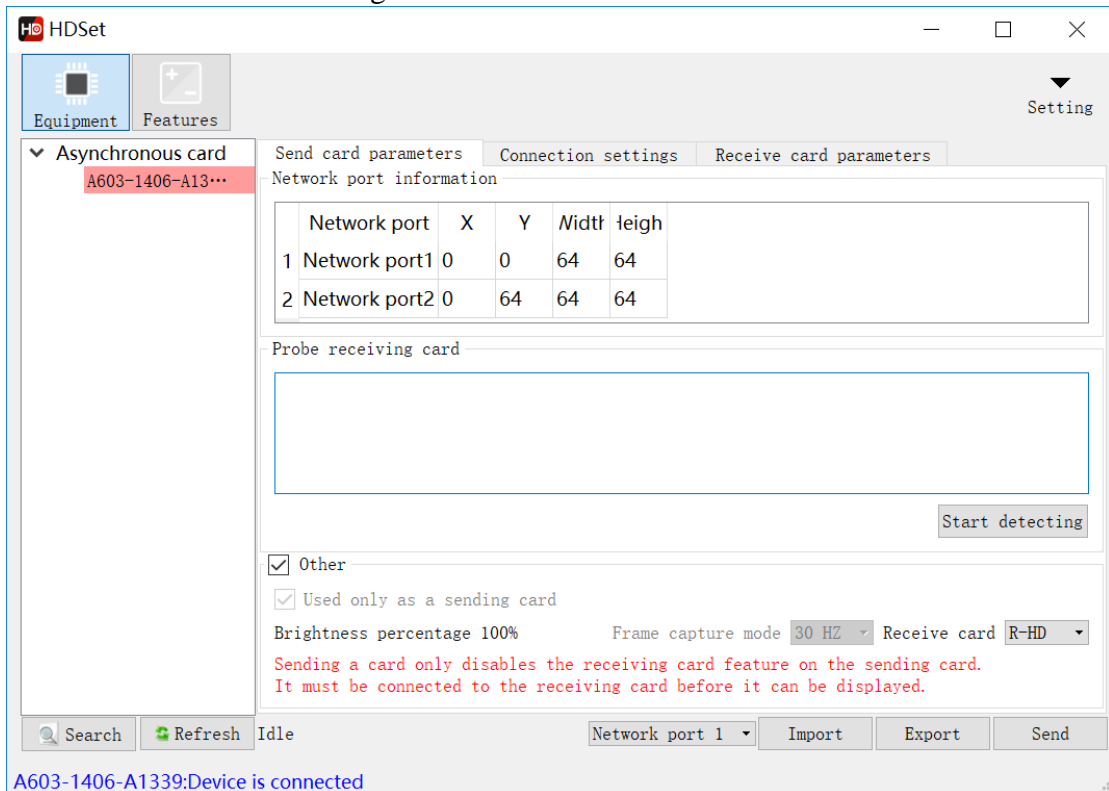 HD HDSet
Equipment Features Setting
Asynchronous card
A603-1406-A13···
Send card parameters Connection settings Receive card parameters
Network port information
Network port X Y Width Heigh
1 Network port1 0 0 64 64
2 Network port2 0 64 64 64
Probe receiving card
Start detecting
Other
Used only as a sending card
Brightness percentage 100% Frame capture mode 30 HZ Receive card R-HD
Sending a card only disables the receiving card feature on the sending card.
It must be connected to the receiving card before it can be displayed.
Search Refresh Idle Network port 1 Import Export Send
A603-1406-A1339:Device is connected